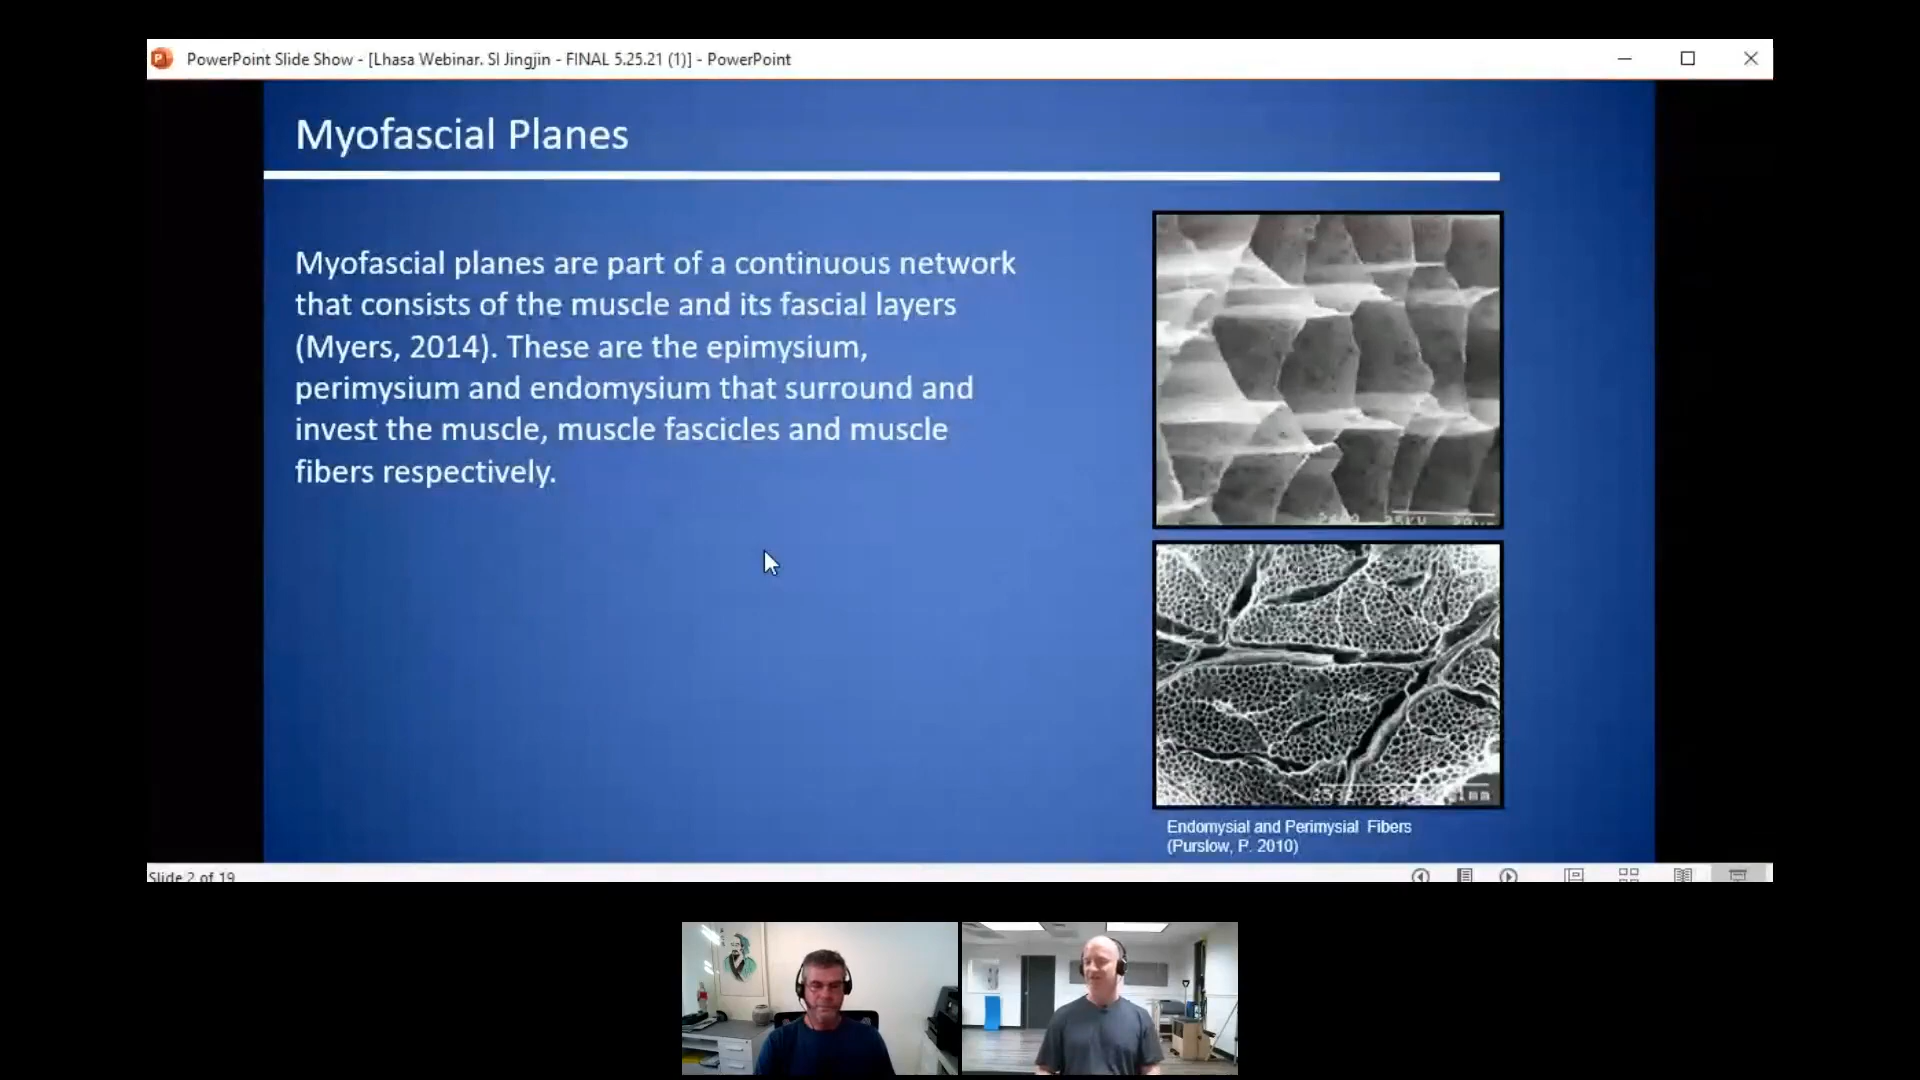 PowerPoint Slide Show - [Lhasa Webinar. SI Jingjin - FINAL 5.25.21 (1)] - PowerPoint
Myofascial Planes
Myofascial planes are part of a continuous network
that consists of the muscle and its fascial layers
(Myers, 2014). These are the epimysium,
perimysium and endomysium that surround and
invest the muscle, muscle fascicles and muscle
fibers respectively.
Endomysial and Perimysial Fibers
(Purslow, P. 2010)
Slide 2 of 19